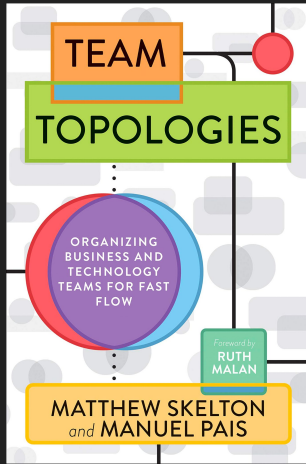 TEAM
TOPOLOGIES
ORGANIZING
BUSINESS AND
TECHNOLOGY
TEAMS FOR FAST
FLOW
Foreword by
RUTH
MALAN
MATTHEW SKELTON
and MANUEL PAIS